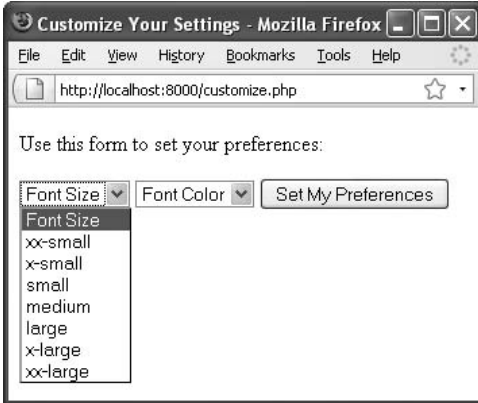 Customize Your Settings - Mozilla Firefox
File Edit View History Bookmarks Tools Help
http://localhost:8000/customize.php
Use this form to set your preferences:
Font Size Font Color Set My Preferences
Font Size
xx-small
x-small
small
medium
large
x-large
xx-large